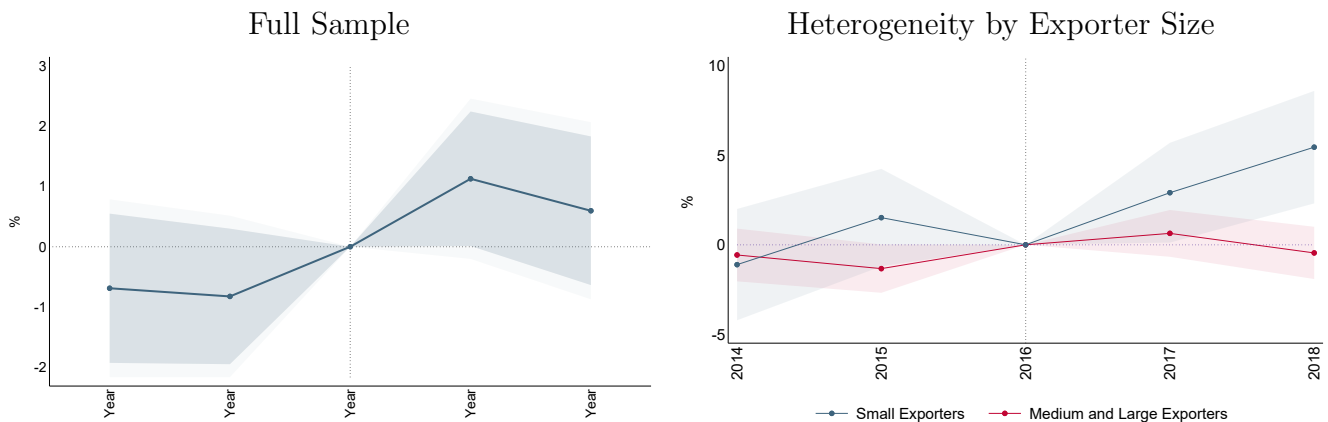 Full Sample
3
2
1
0
-1
-2
%
Year
Year
Year
Year
Year
Heterogeneity by Exporter Size
10
5
0
-5
%
2014
2015
2016
2017
2018
Small Exporters
Medium and Large Exporters